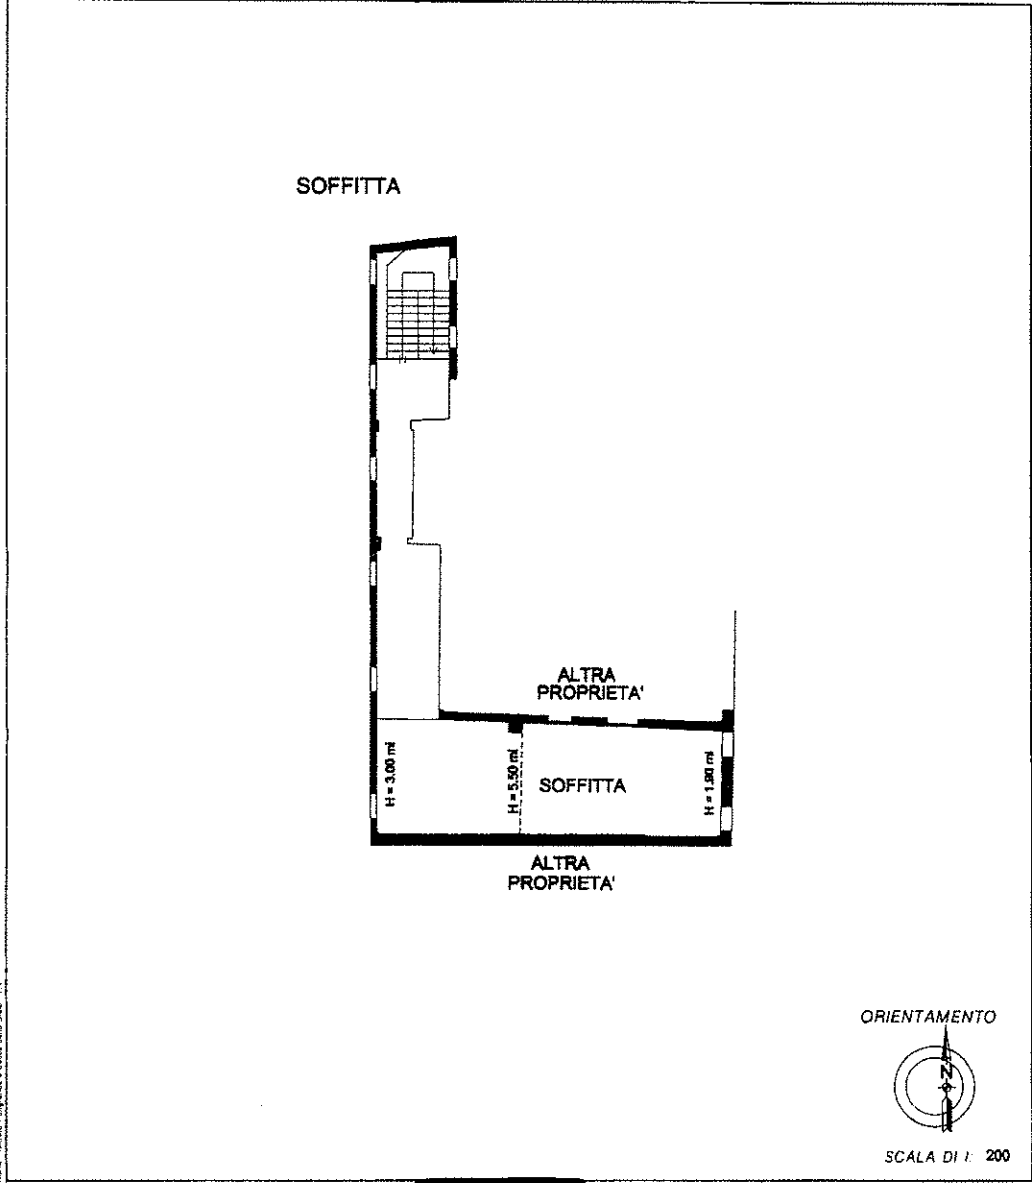 SOFFITTA
ALTRA
PROPRIETA'
H = 3.00 ml
H = 5.50 ml
SOFFITTA
H = 1.90 ml
ALTRA
PROPRIETA'
ORIENTAMENTO
N
SCALA DI 1: 200